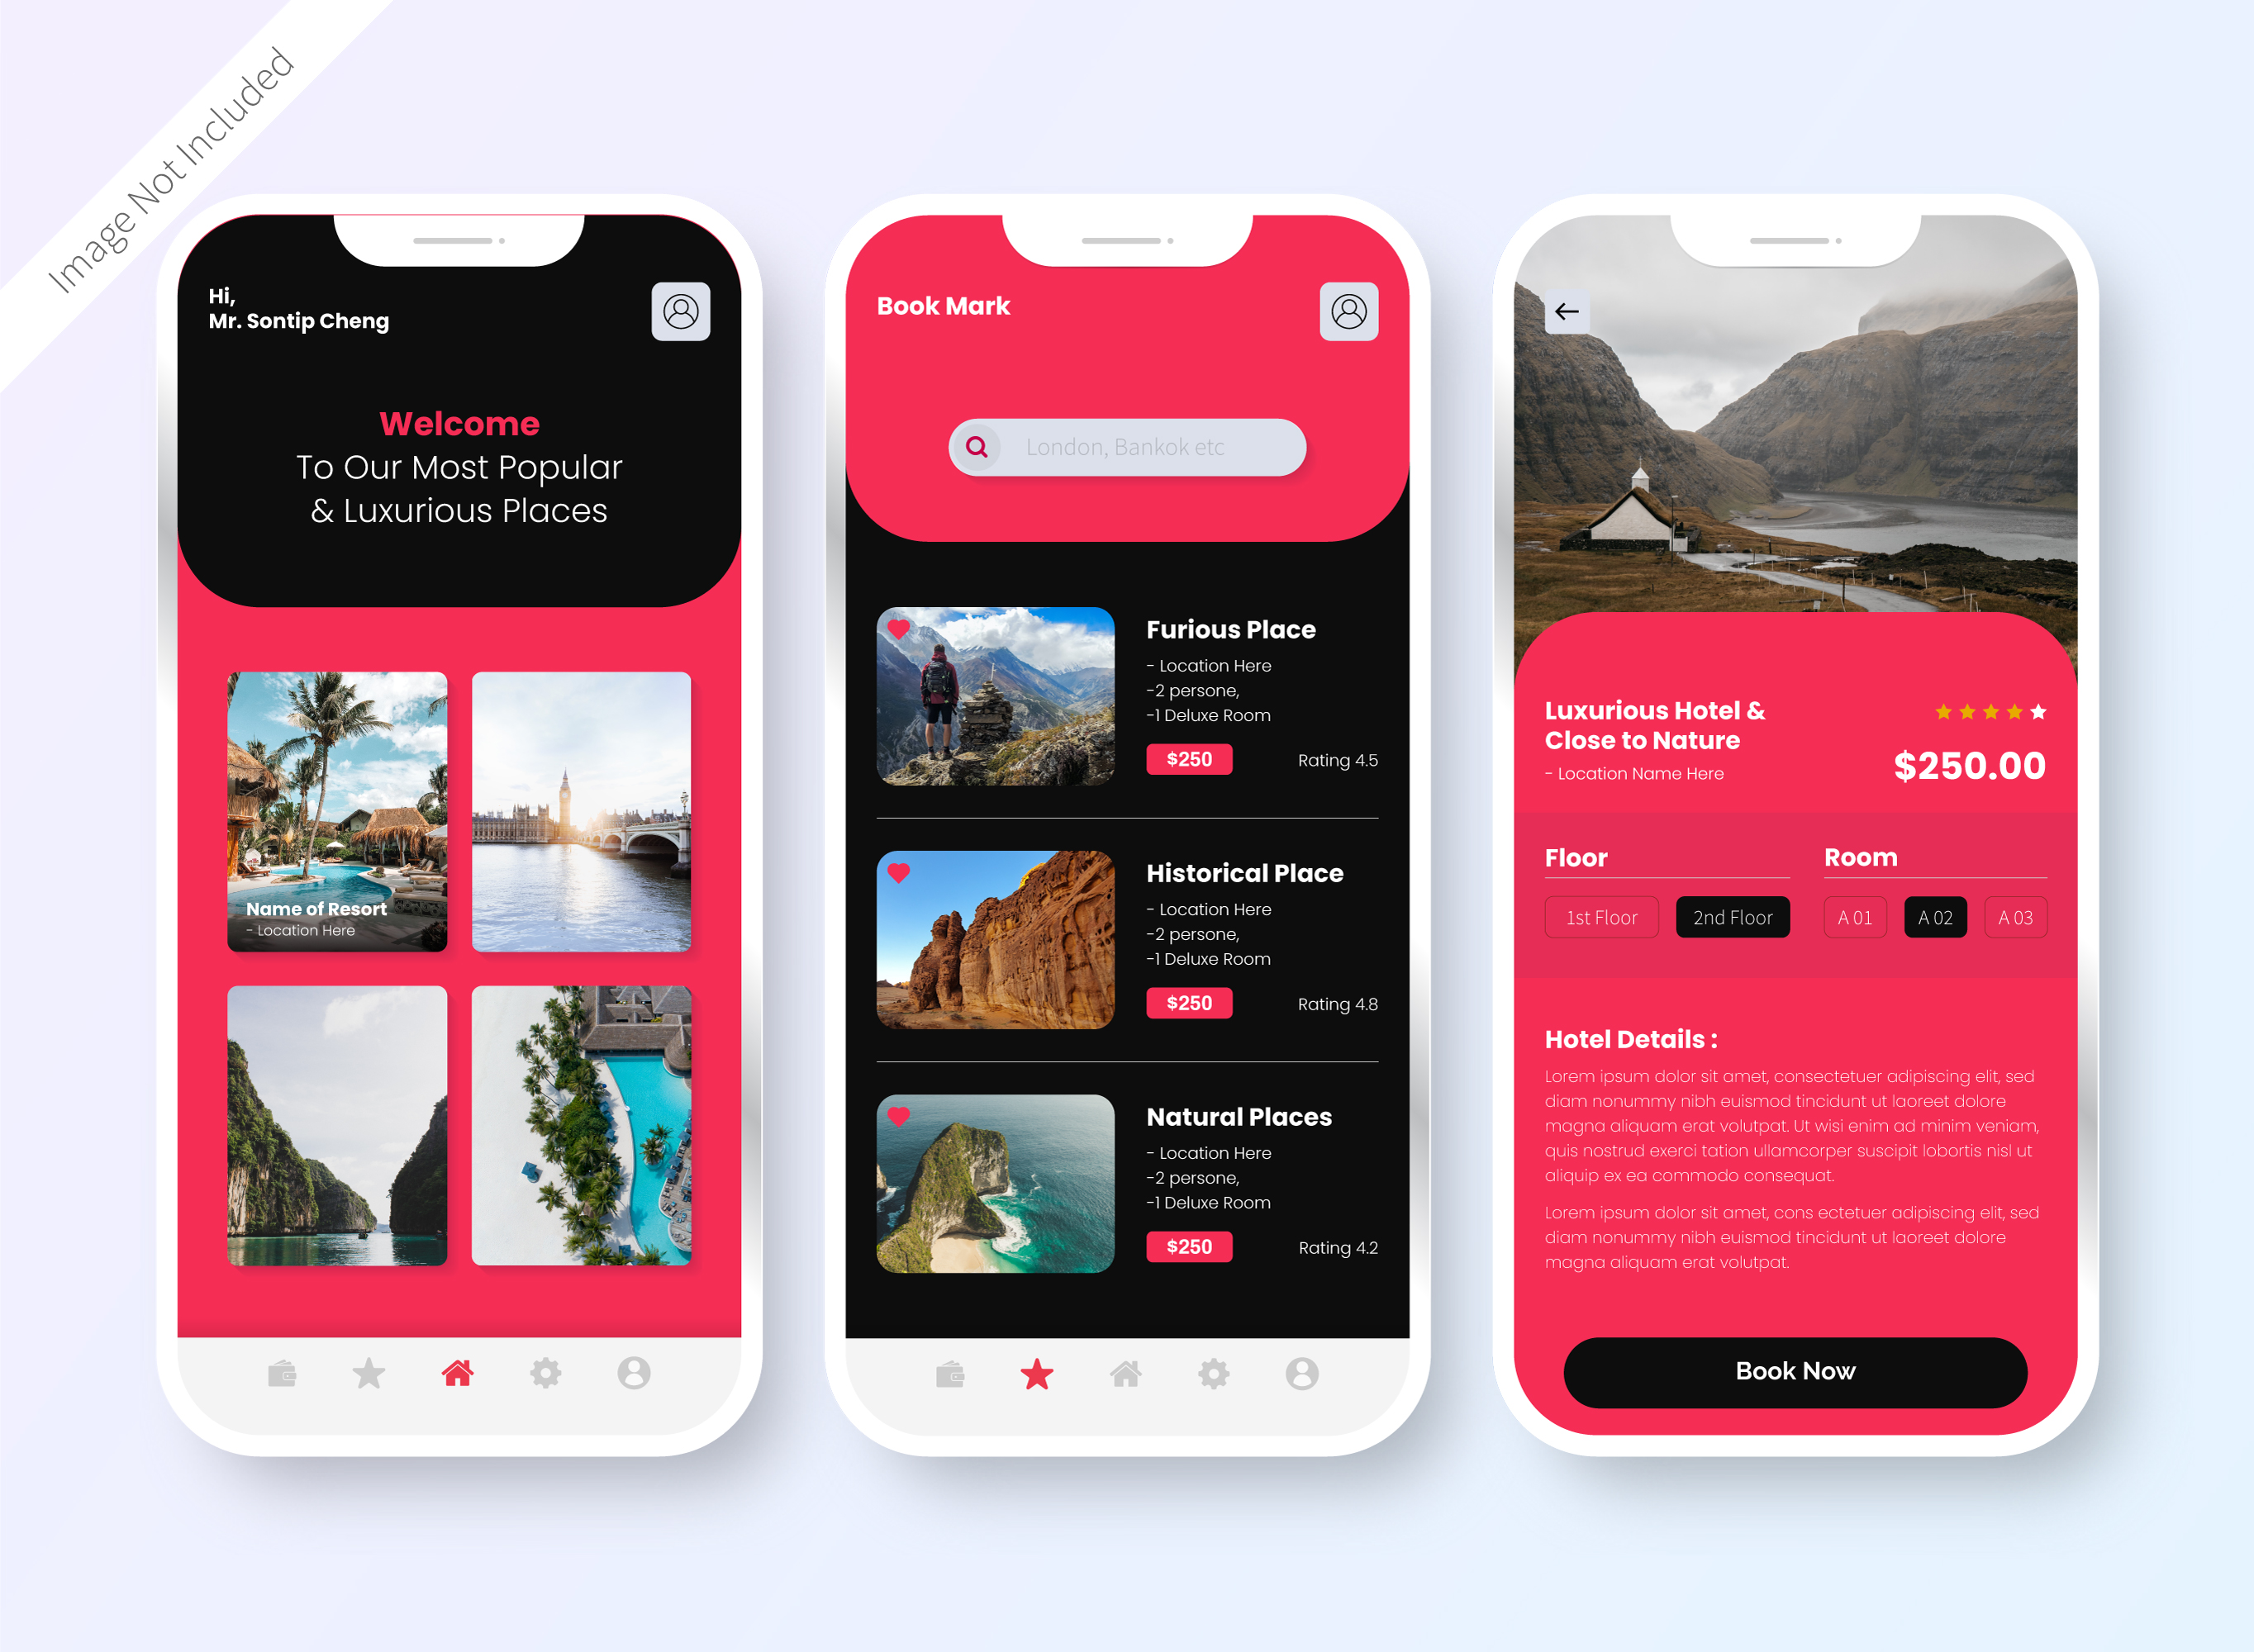 Image Not Included
Hi,
Mr. Sontip Cheng
Welcome
To Our Most Popular
& Luxurious Places
Name of Resort
- Location Here
Book Mark
London, Bankok etc
Furious Place
- Location Here
-2 persone,
-1 Deluxe Room
$250
Rating 4.5
Historical Place
- Location Here
-2 persone,
-1 Deluxe Room
$250
Rating 4.8
Natural Places
- Location Here
-2 persone,
-1 Deluxe Room
$250
Rating 4.2
Luxurious Hotel &
Close to Nature
- Location Name Here
$250.00
Floor
1st Floor
2nd Floor
Room
A 01
A 02
A 03
Hotel Details :
Lorem ipsum dolor sit amet, consectetuer adipiscing elit, sed
diam nonummy nibh euismod tincidunt ut laoreet dolore
magna aliquam erat volutpat. Ut wisi enim ad minim veniam,
quis nostrud exerci tation ullamcorper suscipit lobortis nisl ut
aliquip ex ea commodo consequat.
Lorem ipsum dolor sit amet, cons ectetuer adipiscing elit, sed
diam nonummy nibh euismod tincidunt ut laoreet dolore
magna aliquam erat volutpat.
Book Now